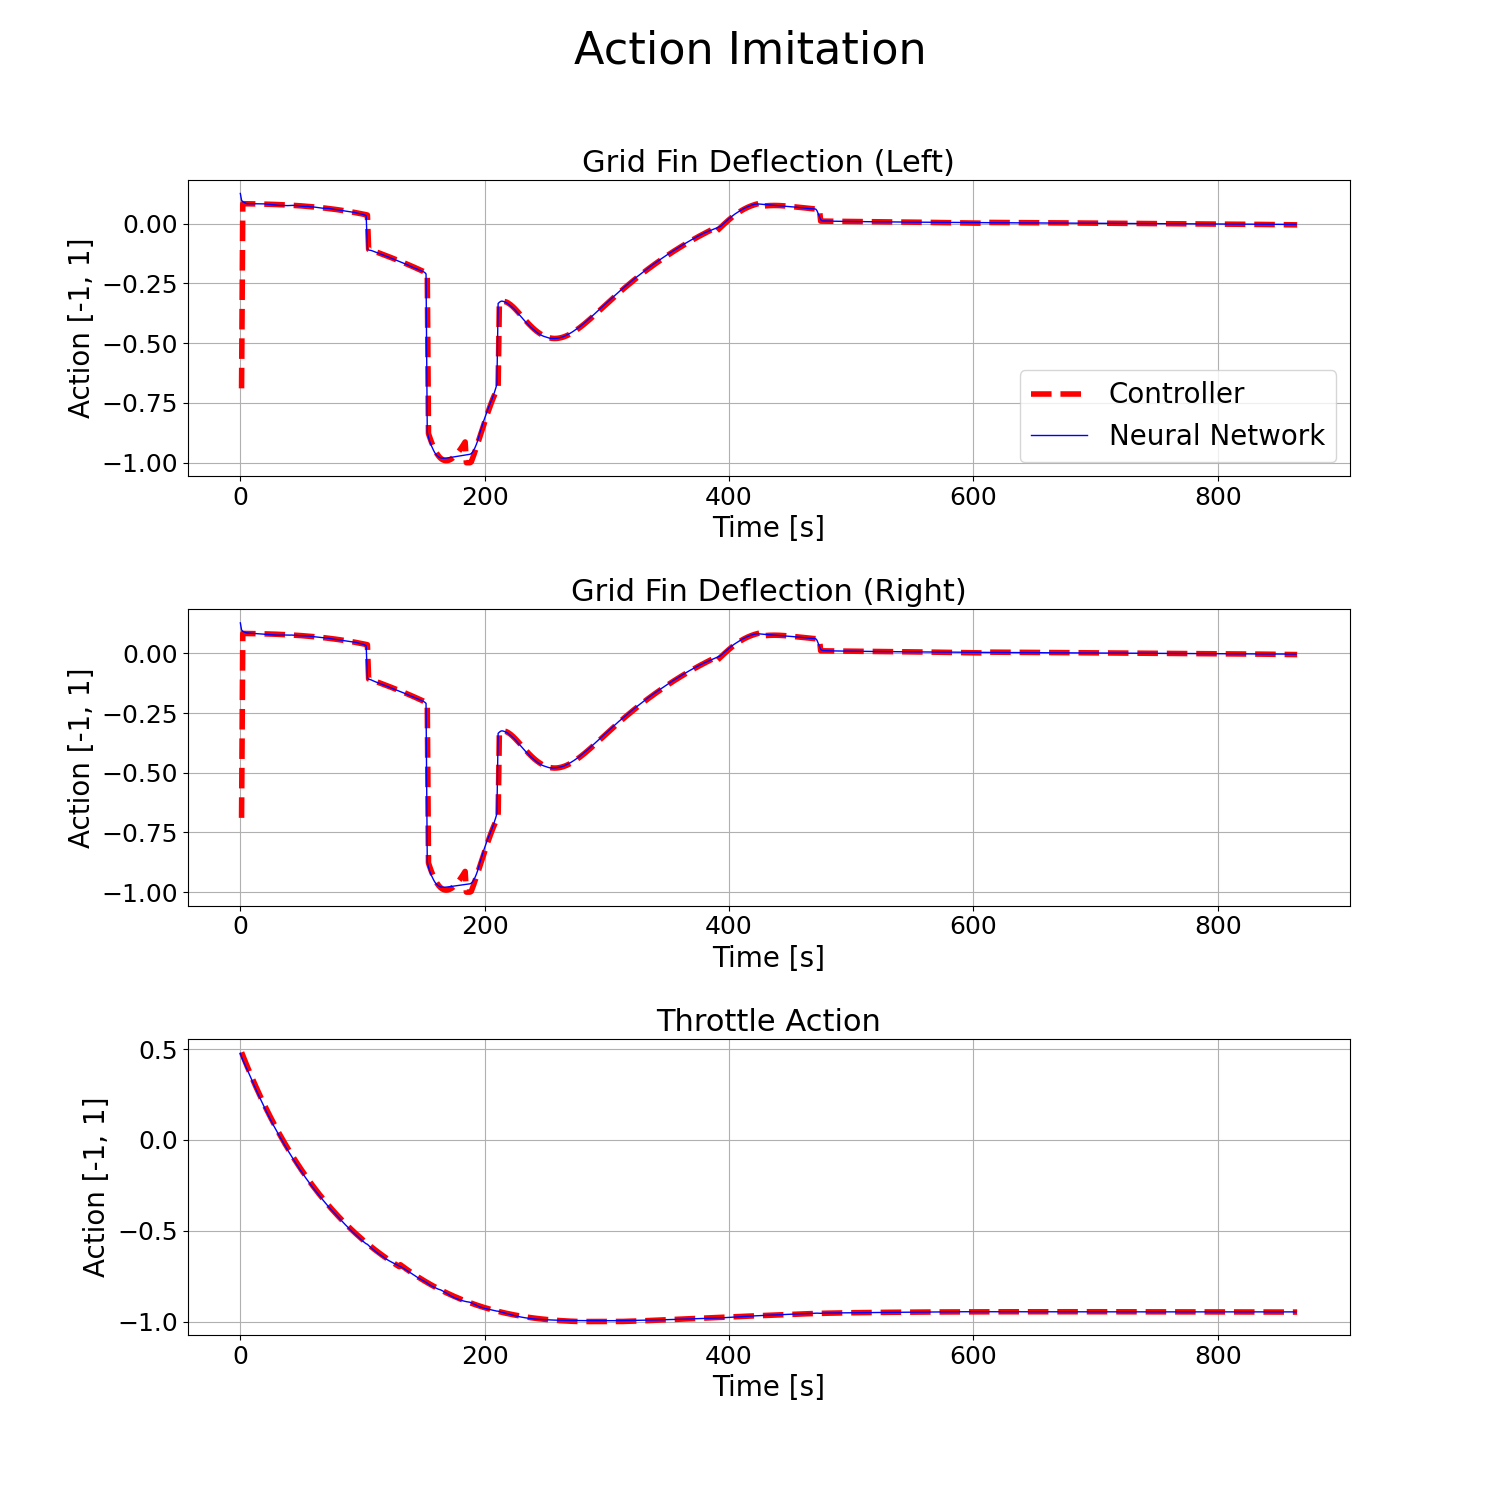 Action Imitation
Grid Fin Deflection (Left)
Action [-1, 1]
0.00
−0.25
−0.50
−0.75
−1.00
Controller
Neural Network
0 200 400 600 800
Time [s]
Grid Fin Deflection (Right)
Action [-1, 1]
0.00
−0.25
−0.50
−0.75
−1.00
0 200 400 600 800
Time [s]
Throttle Action
Action [-1, 1]
0.5
0.0
−0.5
−1.0
0 200 400 600 800
Time [s]